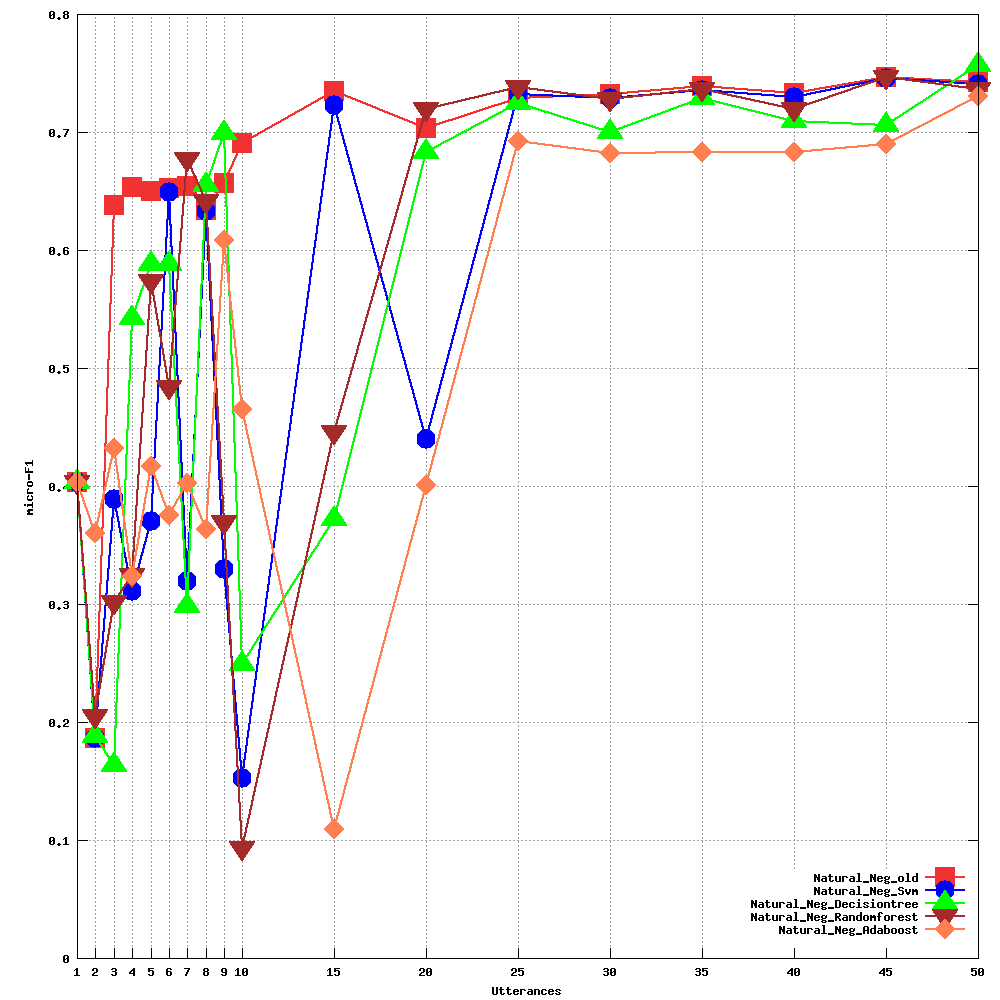 0.8
0.7
0.6
0.5
0.
0.3
0.2
0.1
0
micro-F1
1 2 3 4 5 6 7 8 9 10 15 20 25 30 35 40 45 50
Utterances
Natural_Neg_old
Natural_Neg_Svm
Natural_Neg_Decisiontree
Natural_Neg_Randomforest
Natural_Neg_Adaboost